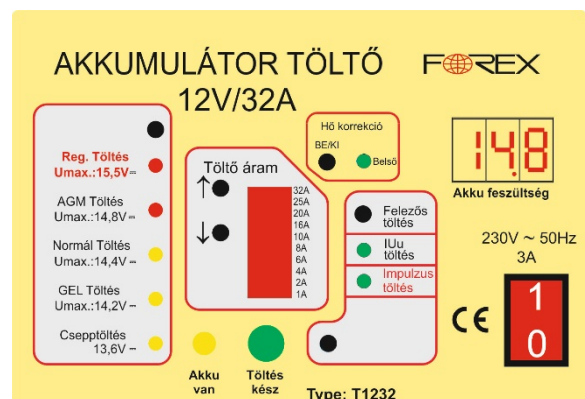 AKKUMULÁTOR TÖLTŐ
12V/32A
FOREX
Reg. Töltés
Umax.:15,5V⎓
AGM Töltés
Umax.:14,8V⎓
Normál Töltés
Umax.:14,4V⎓
GEL Töltés
Umax.:14,2V⎓
Csepptöltés
13,6V⎓
Töltő áram
↑
↓
32A
25A
20A
16A
10A
8A
6A
4A
2A
1A
Hő korrekció
BE/KI
Belső
Felezős
töltés
IUu
töltés
Impulzus
töltés
14.8
Akku feszültség
230V ~ 50Hz
3A
CE
1
0
Akku
van
Töltés
kész
Type: T1232